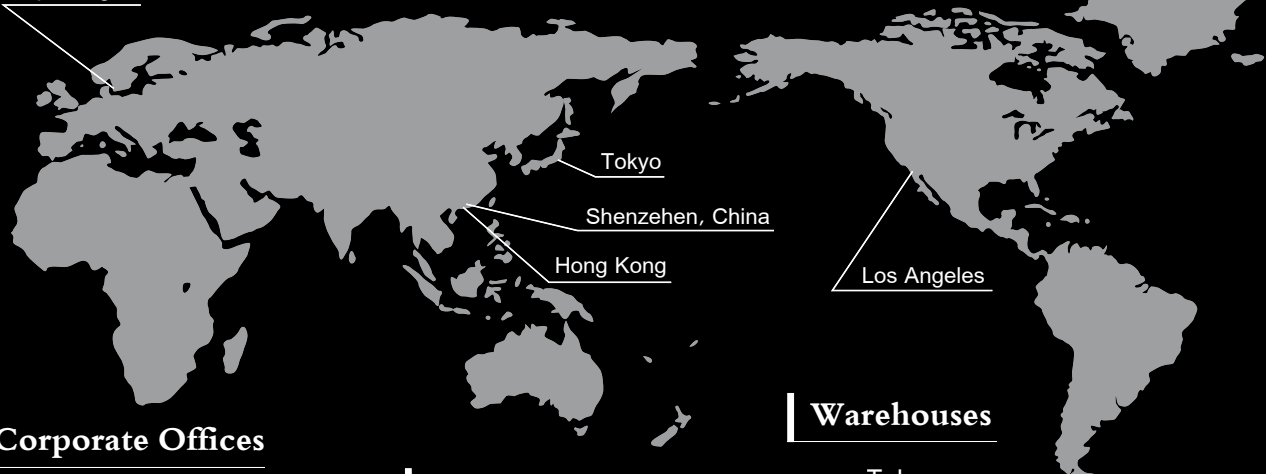 Tokyo
Shenzehen, China
Hong Kong
Los Angeles
Warehouses
Corporate Offices